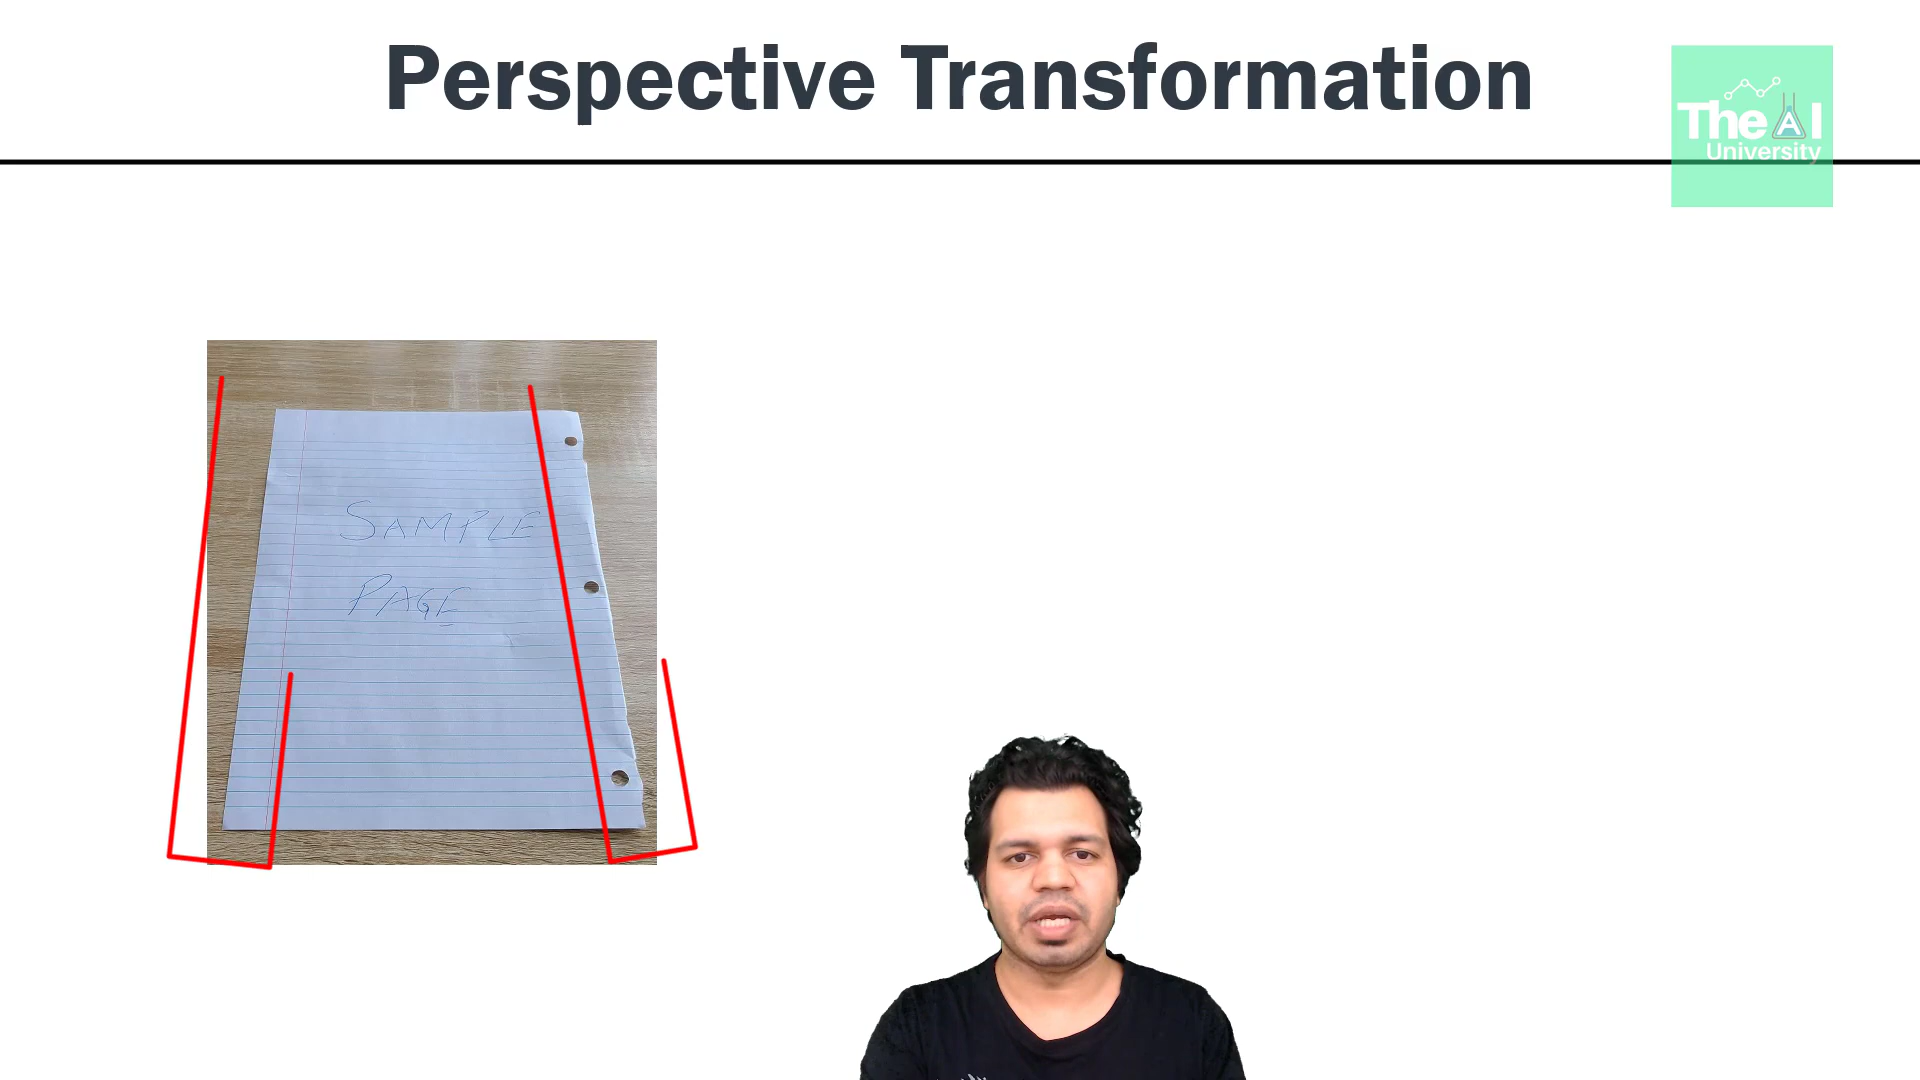 Perspective Transformation
The AI
University
SAMPLE
PAGE